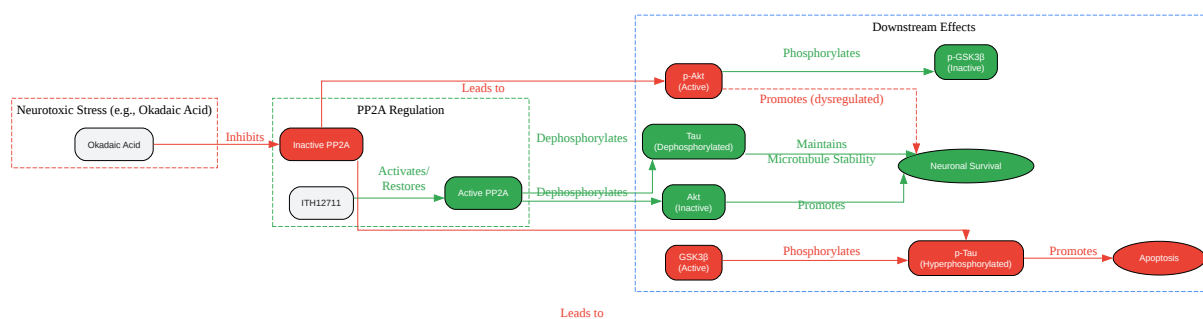 Downstream Effects
Phosphorylates
p-GSK3β
(Inactive)
p-Akt
(Active)
Leads to
Promotes (dysregulated)
Neurotoxic Stress (e.g., Okadaic Acid)
PP2A Regulation
Okadaic Acid
Inhibits
Inactive PP2A
Dephosphorylates
Tau
(Dephosphorylated)
Maintains
Microtubule Stability
Neuronal Survival
Activates/
Restores
ITH12711
Active PP2A
Dephosphorylates
Akt
(Inactive)
Promotes
GSK3β
(Active)
Phosphorylates
p-Tau
(Hyperphosphorylated)
Promotes
Apoptosis
Leads to